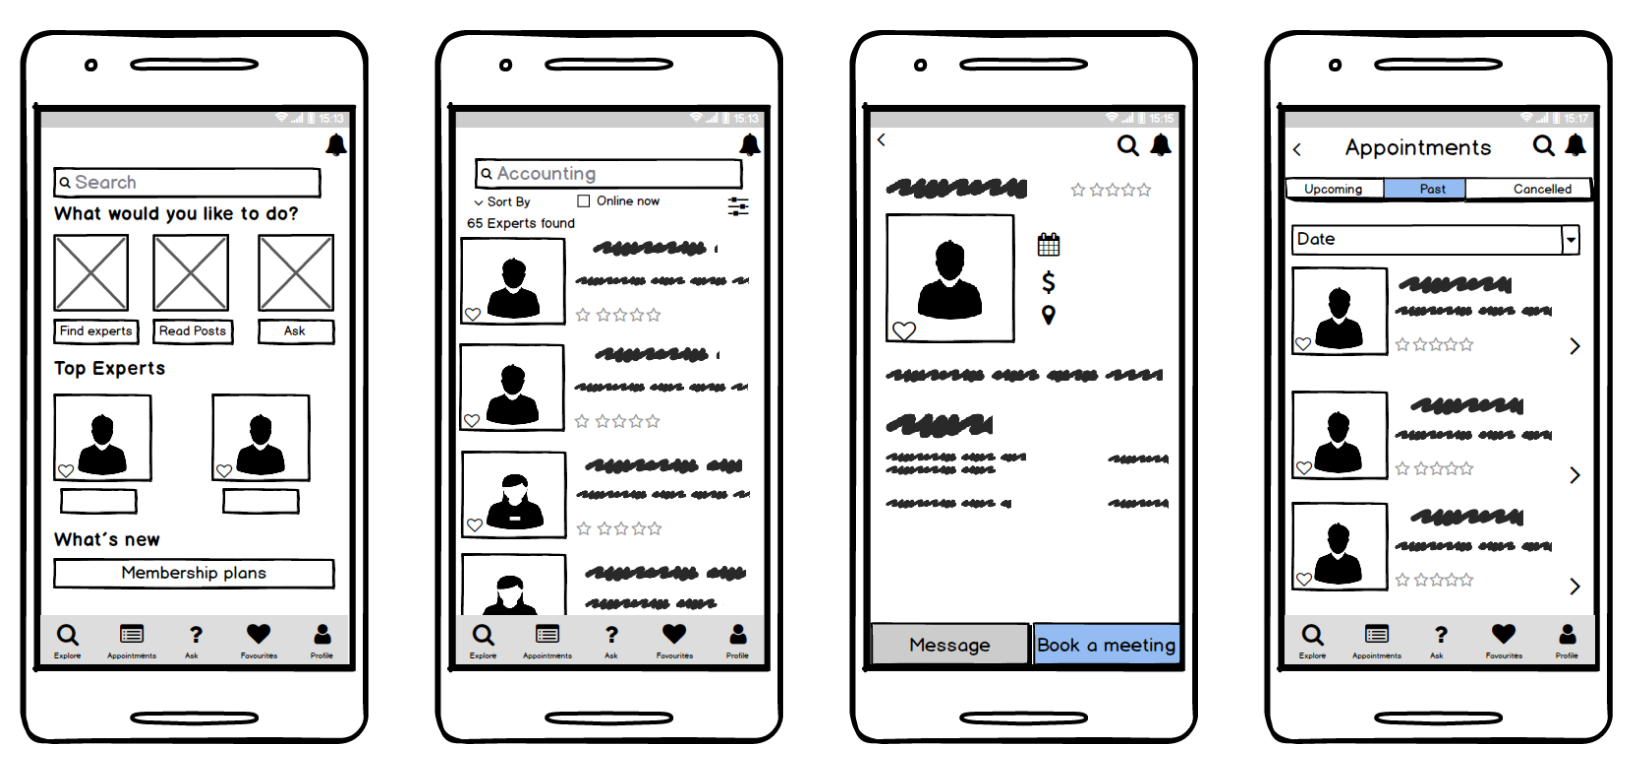 15:13
Search
What would you like to do?
Find experts Read Posts Ask
Top Experts
What's new
Membership plans
Explore Appointments Ask Favourites Profile
15:13
Accounting
Sort By Online now
65 Experts found
Explore Appointments Ask Favourites Profile
15:15
$
Message Book a meeting
15:17
Appointments
Upcoming Past Cancelled
Date
Explore Appointments Ask Favourites Profile